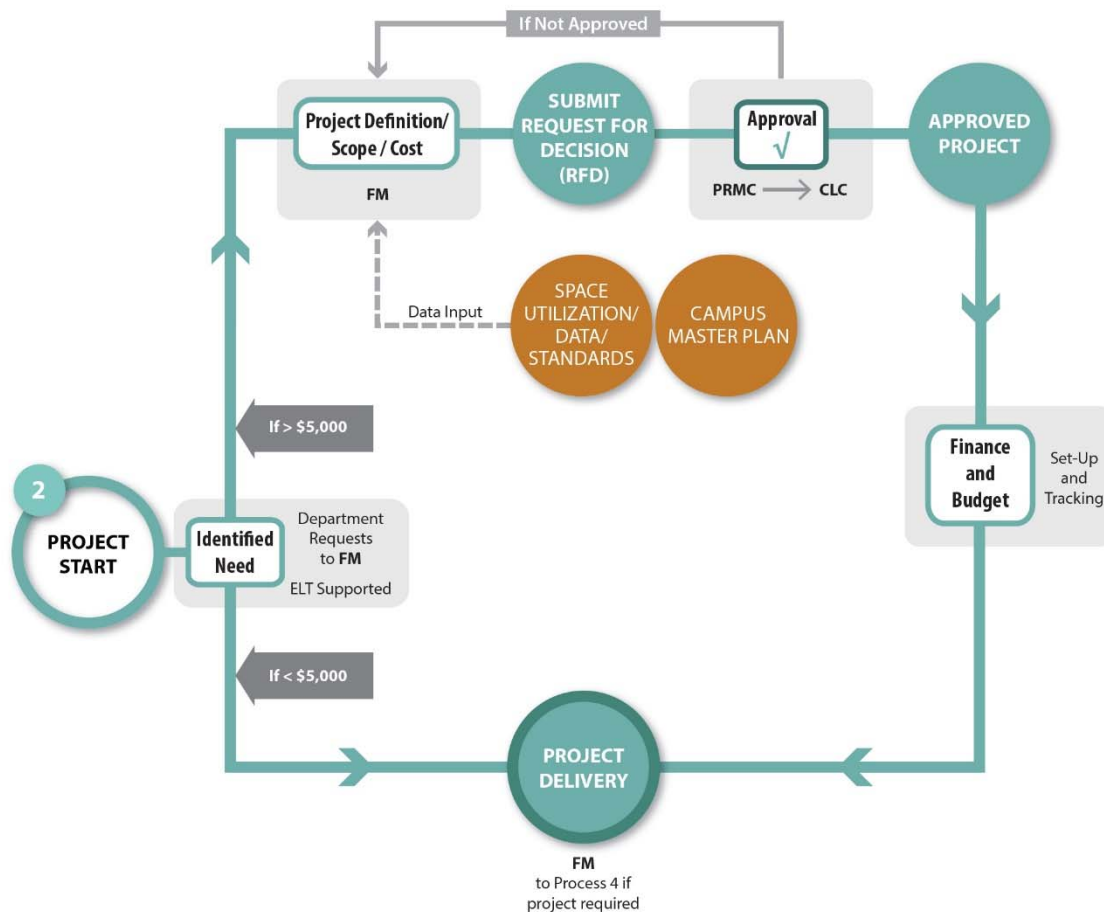 If Not Approved
Project Definition/
Scope / Cost
FM
SUBMIT
REQUEST FOR
DECISION
(RFD)
Approval
√
PRMC
CLC
APPROVED
PROJECT
Data Input
SPACE
UTILIZATION/
DATA/
STANDARDS
CAMPUS
MASTER PLAN
If > $5,000
Finance
and
Budget
Set-Up
and
Tracking
2
PROJECT
START
Identified
Need
Department
Requests
to FM
ELT Supported
If < $5,000
PROJECT
DELIVERY
FM
to Process 4 if
project required